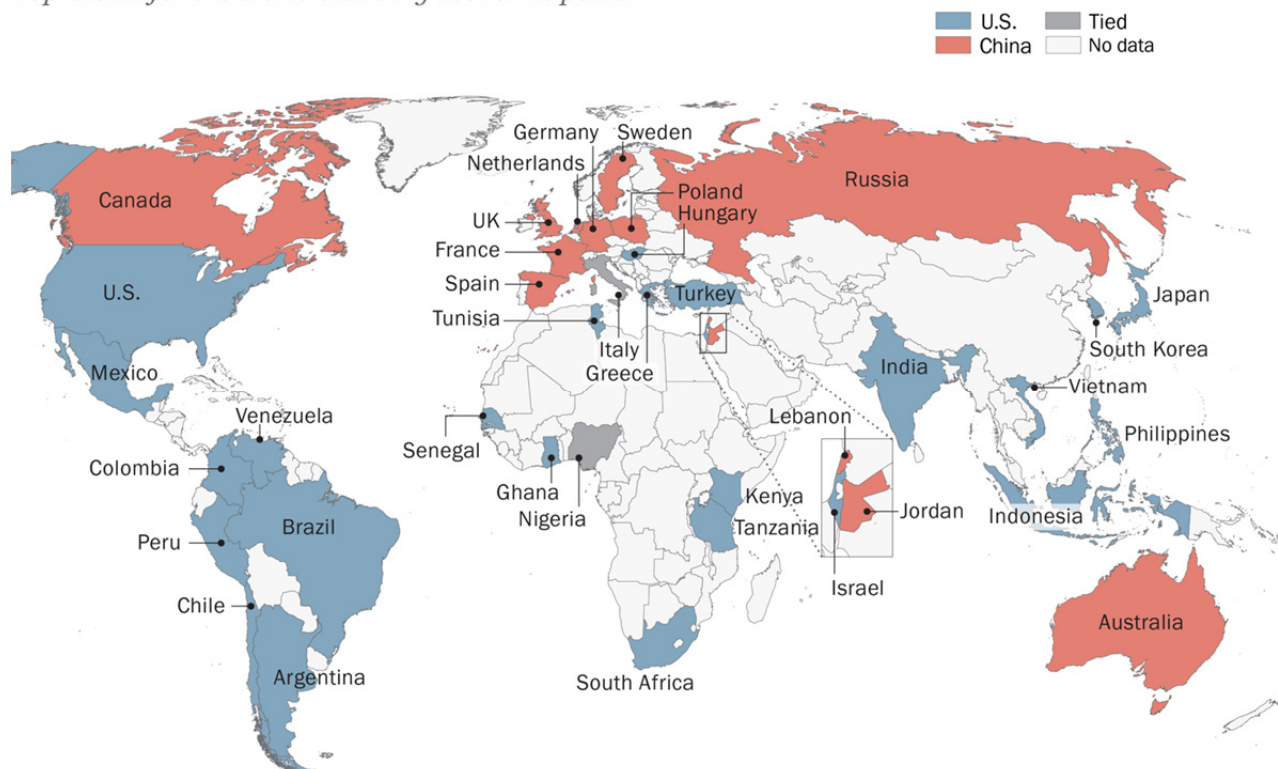 U.S. Tied
China No data
Germany Sweden
Netherlands
Poland
Hungary
Canada
Russia
UK
France
Spain
U.S.
Turkey
Japan
Tunisia
Italy
Greece
South Korea
India
Mexico
Vietnam
Venezuela
Lebanon
Philippines
Senegal
Colombia
Ghana
Kenya
Nigeria
Jordan
Indonesia
Brazil
Tanzania
Peru
Israel
Chile
Australia
Argentina
South Africa